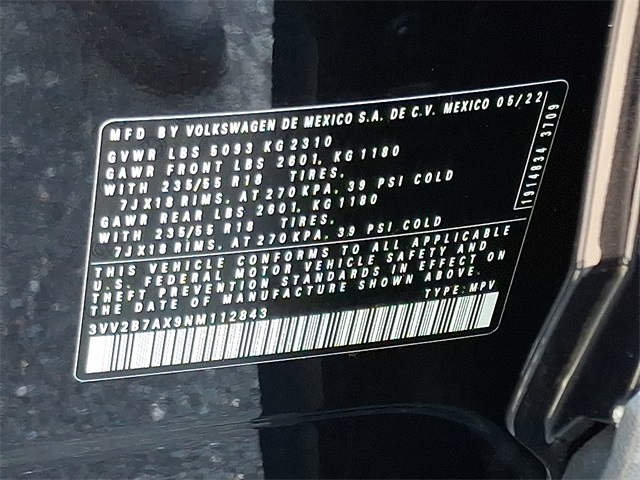 MFD BY VOLKSWAGEN DE MEXICO S.A. DE C.V. MEXICO 05/22
GVWR LBS 5093 KG 2310
GAWR FRONT LBS 2601, KG 1180
WITH 235/55 R18 TIRES.
7JX18 RIMS, AT 270 KPA, 39 PSI COLD
GAWR REAR LBS 2601, KG 1180
WITH 235/55 R18 TIRES.
7JX18 RIMS, AT 270 KPA, 39 PSI COLD
THIS VEHICLE CONFORMS TO ALL APPLICABLE
U.S. FEDERAL MOTOR VEHICLE SAFETY AND
THEFT PREVENTION STANDARDS IN EFFECT ON
THE DATE OF MANUFACTURE SHOWN ABOVE.
3VV2B7AX9NM112843 TYPE: MPV
1914834 3709